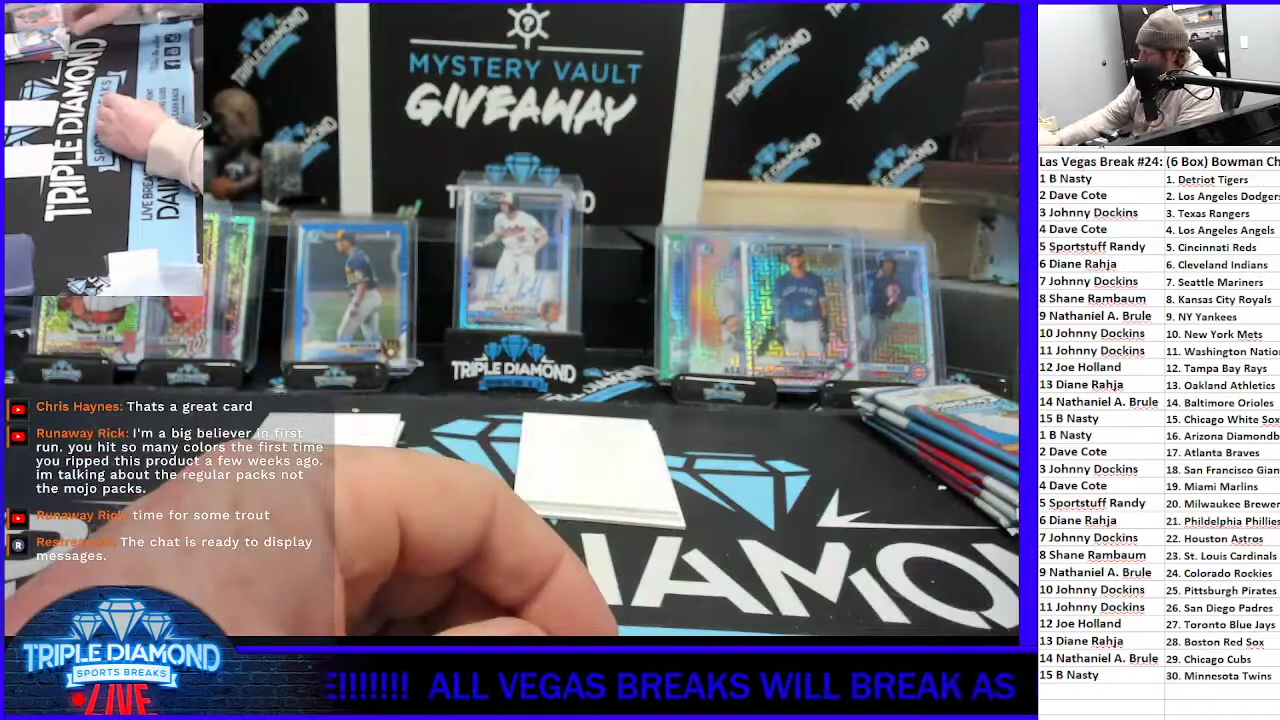 TRIPLE DIAMOND
MYSTERY VAULT
GIVEAWAY
TRIPLE DIAMOND
Chris Haynes: Thats a great card
Runaway Rick: I'm a big believer in first
run. you hit so many colors the first time
you ripped this product a few weeks ago.
im talking about the regular packs not
the mojo packs.
Runaway Rick: time for some trout
Restream.io: The chat is ready to display
messages.
TRIPLE DIAMOND
SPORTS BREAKS
LIVE
!!!!!!! ALL VEGAS BREAKS WILL BREAK
Las Vegas Break #24: (6 Box) Bowman Ch
1 B Nasty 1. Detriot Tigers
2 Dave Cote 2. Los Angeles Dodger
3 Johnny Dockins 3. Texas Rangers
4 Dave Cote 4. Los Angeles Angels
5 Sportstuff Randy 5. Cincinnati Reds
6 Diane Rahja 6. Cleveland Indians
7 Johnny Dockins 7. Seattle Mariners
8 Shane Rambaum 8. Kansas City Royals
9 Nathaniel A. Brule 9. NY Yankees
10 Johnny Dockins 10. New York Mets
11 Johnny Dockins 11. Washington Natio
12 Joe Holland 12. Tampa Bay Rays
13 Diane Rahja 13. Oakland Athletics
14 Nathaniel A. Brule 14. Baltimore Orioles
15 B Nasty 15. Chicago White Sox
1 B Nasty 16. Arizona Diamondb
2 Dave Cote 17. Atlanta Braves
3 Johnny Dockins 18. San Francisco Gian
4 Dave Cote 19. Miami Marlins
5 Sportstuff Randy 20. Milwaukee Brewer
6 Diane Rahja 21. Phildelphia Phillie
7 Johnny Dockins 22. Houston Astros
8 Shane Rambaum 23. St. Louis Cardinals
9 Nathaniel A. Brule 24. Colorado Rockies
10 Johnny Dockins 25. Pittsburgh Pirates
11 Johnny Dockins 26. San Diego Padres
12 Joe Holland 27. Toronto Blue Jays
13 Diane Rahja 28. Boston Red Sox
14 Nathaniel A. Brule 29. Chicago Cubs
15 B Nasty 30. Minnesota Twins